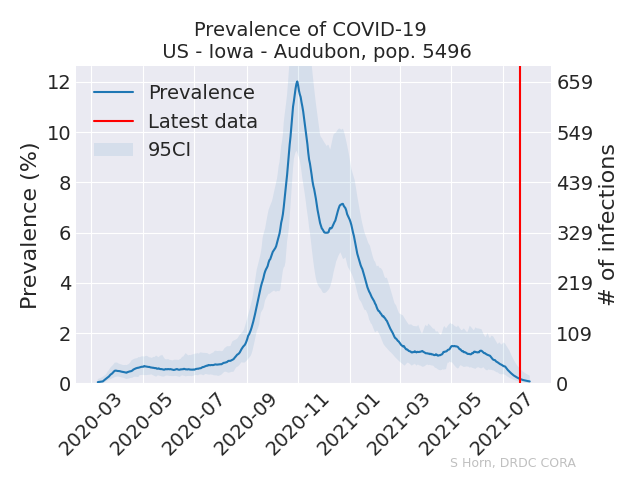 Prevalence of COVID-19
US - Iowa - Audubon, pop. 5496
Prevalence
Latest data
95CI
Prevalence (%)
12
10
8
6
4
2
0
659
549
439
329
219
109
0
# of infections
2020-03
2020-05
2020-07
2020-09
2020-11
2021-01
2021-03
2021-05
2021-07
S Horn, DRDC CORA